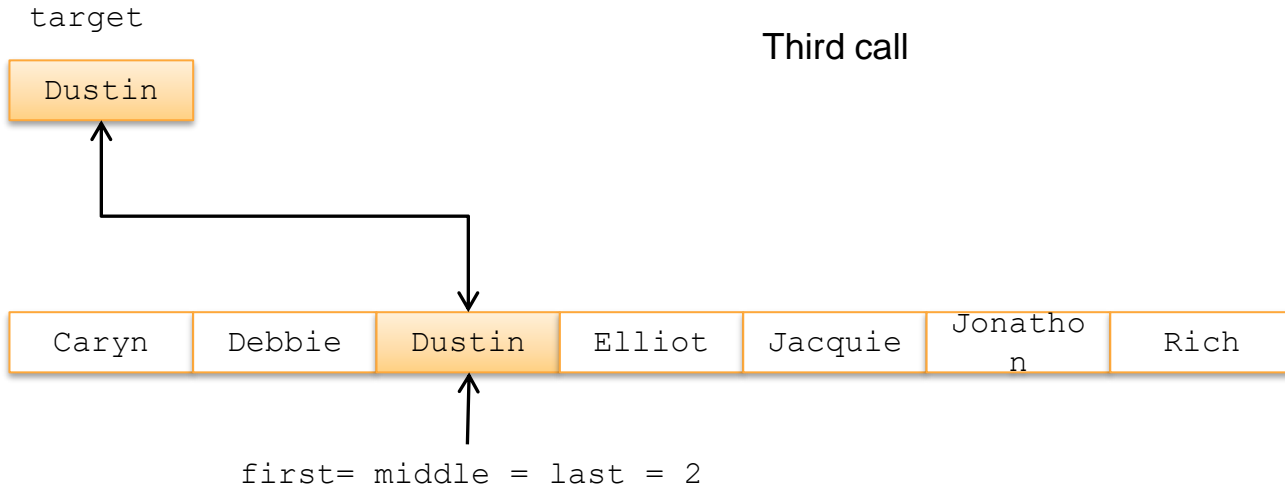 target
Third call
Dustin
Caryn Debbie Dustin Elliot Jacquie Jonatho Rich
n
first= middle = last = 2